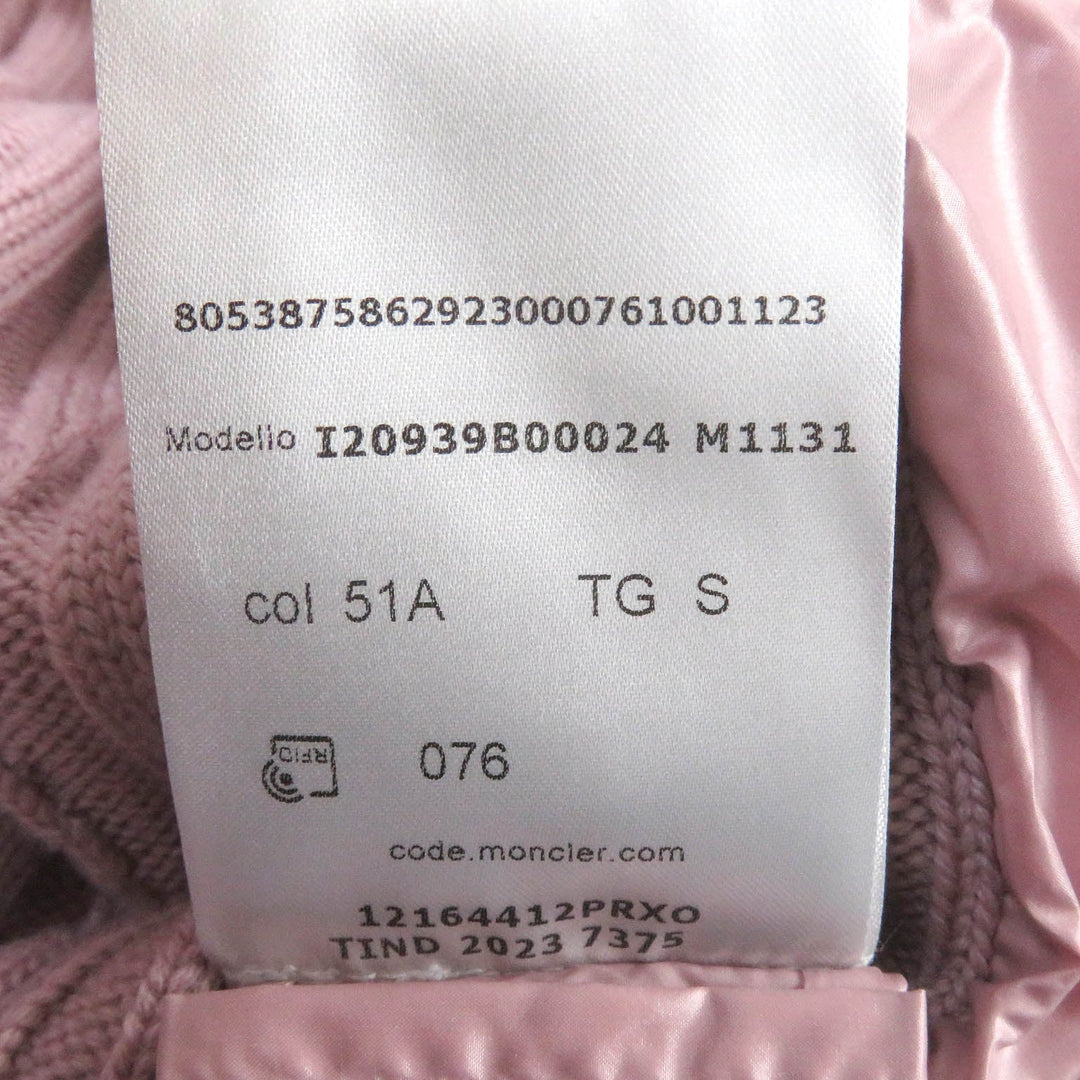 8053875862923000761001123
Modello I20939B00024 M1131
col 51A TG S
RFID 076
code.moncler.com
12164412PRXO
TIND 2023 7375